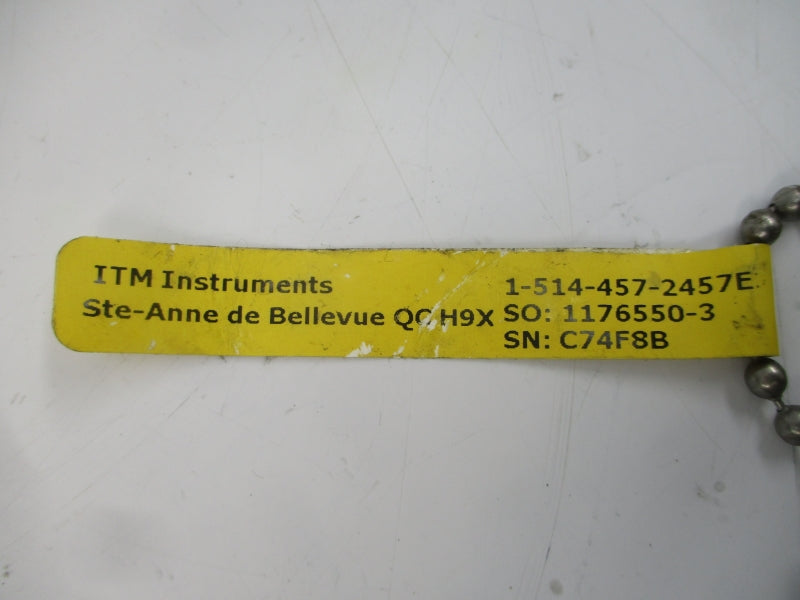 ITM Instruments
Ste-Anne de Bellevue QC H9X
1-514-457-2457E
SO: 1176550-3
SN: C74F8B